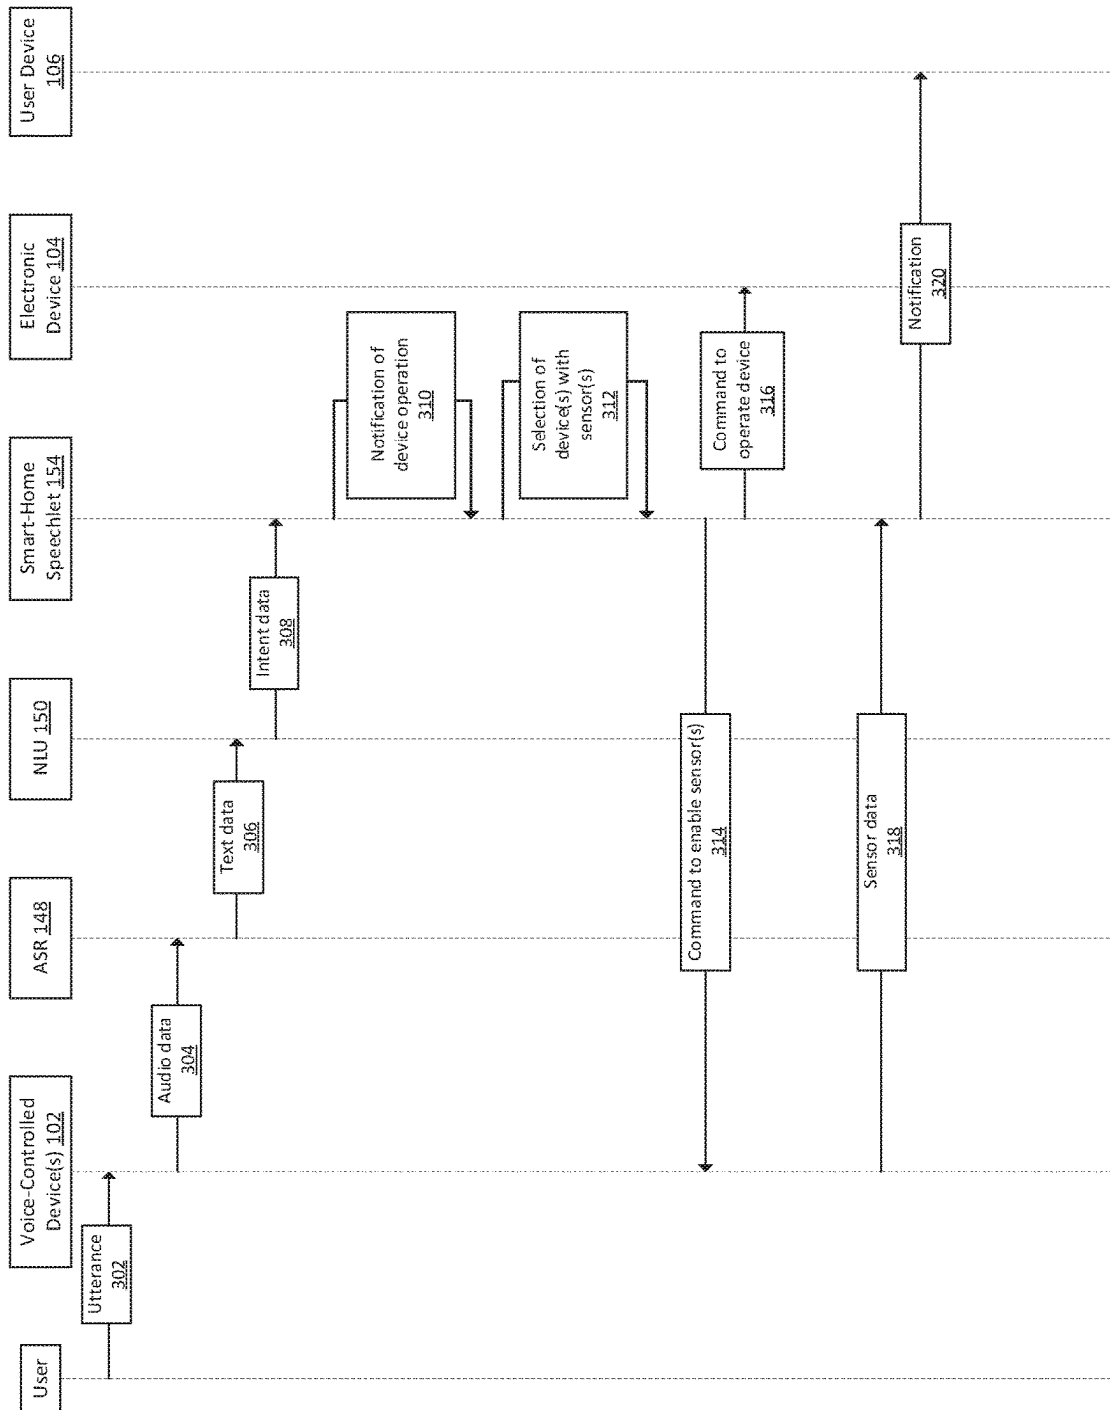 User
Voice-Controlled
Device(s) 102
ASR 148
NLU 150
Smart-Home
Speechlet 154
Electronic
Device 104
User Device
106
Utterance
302
Audio data
304
Text data
306
Intent data
308
Notification of
device operation
310
Selection of
device(s) with
sensor(s)
312
Command to enable sensor(s)
314
Command to
operate device
316
Sensor data
318
Notification
320